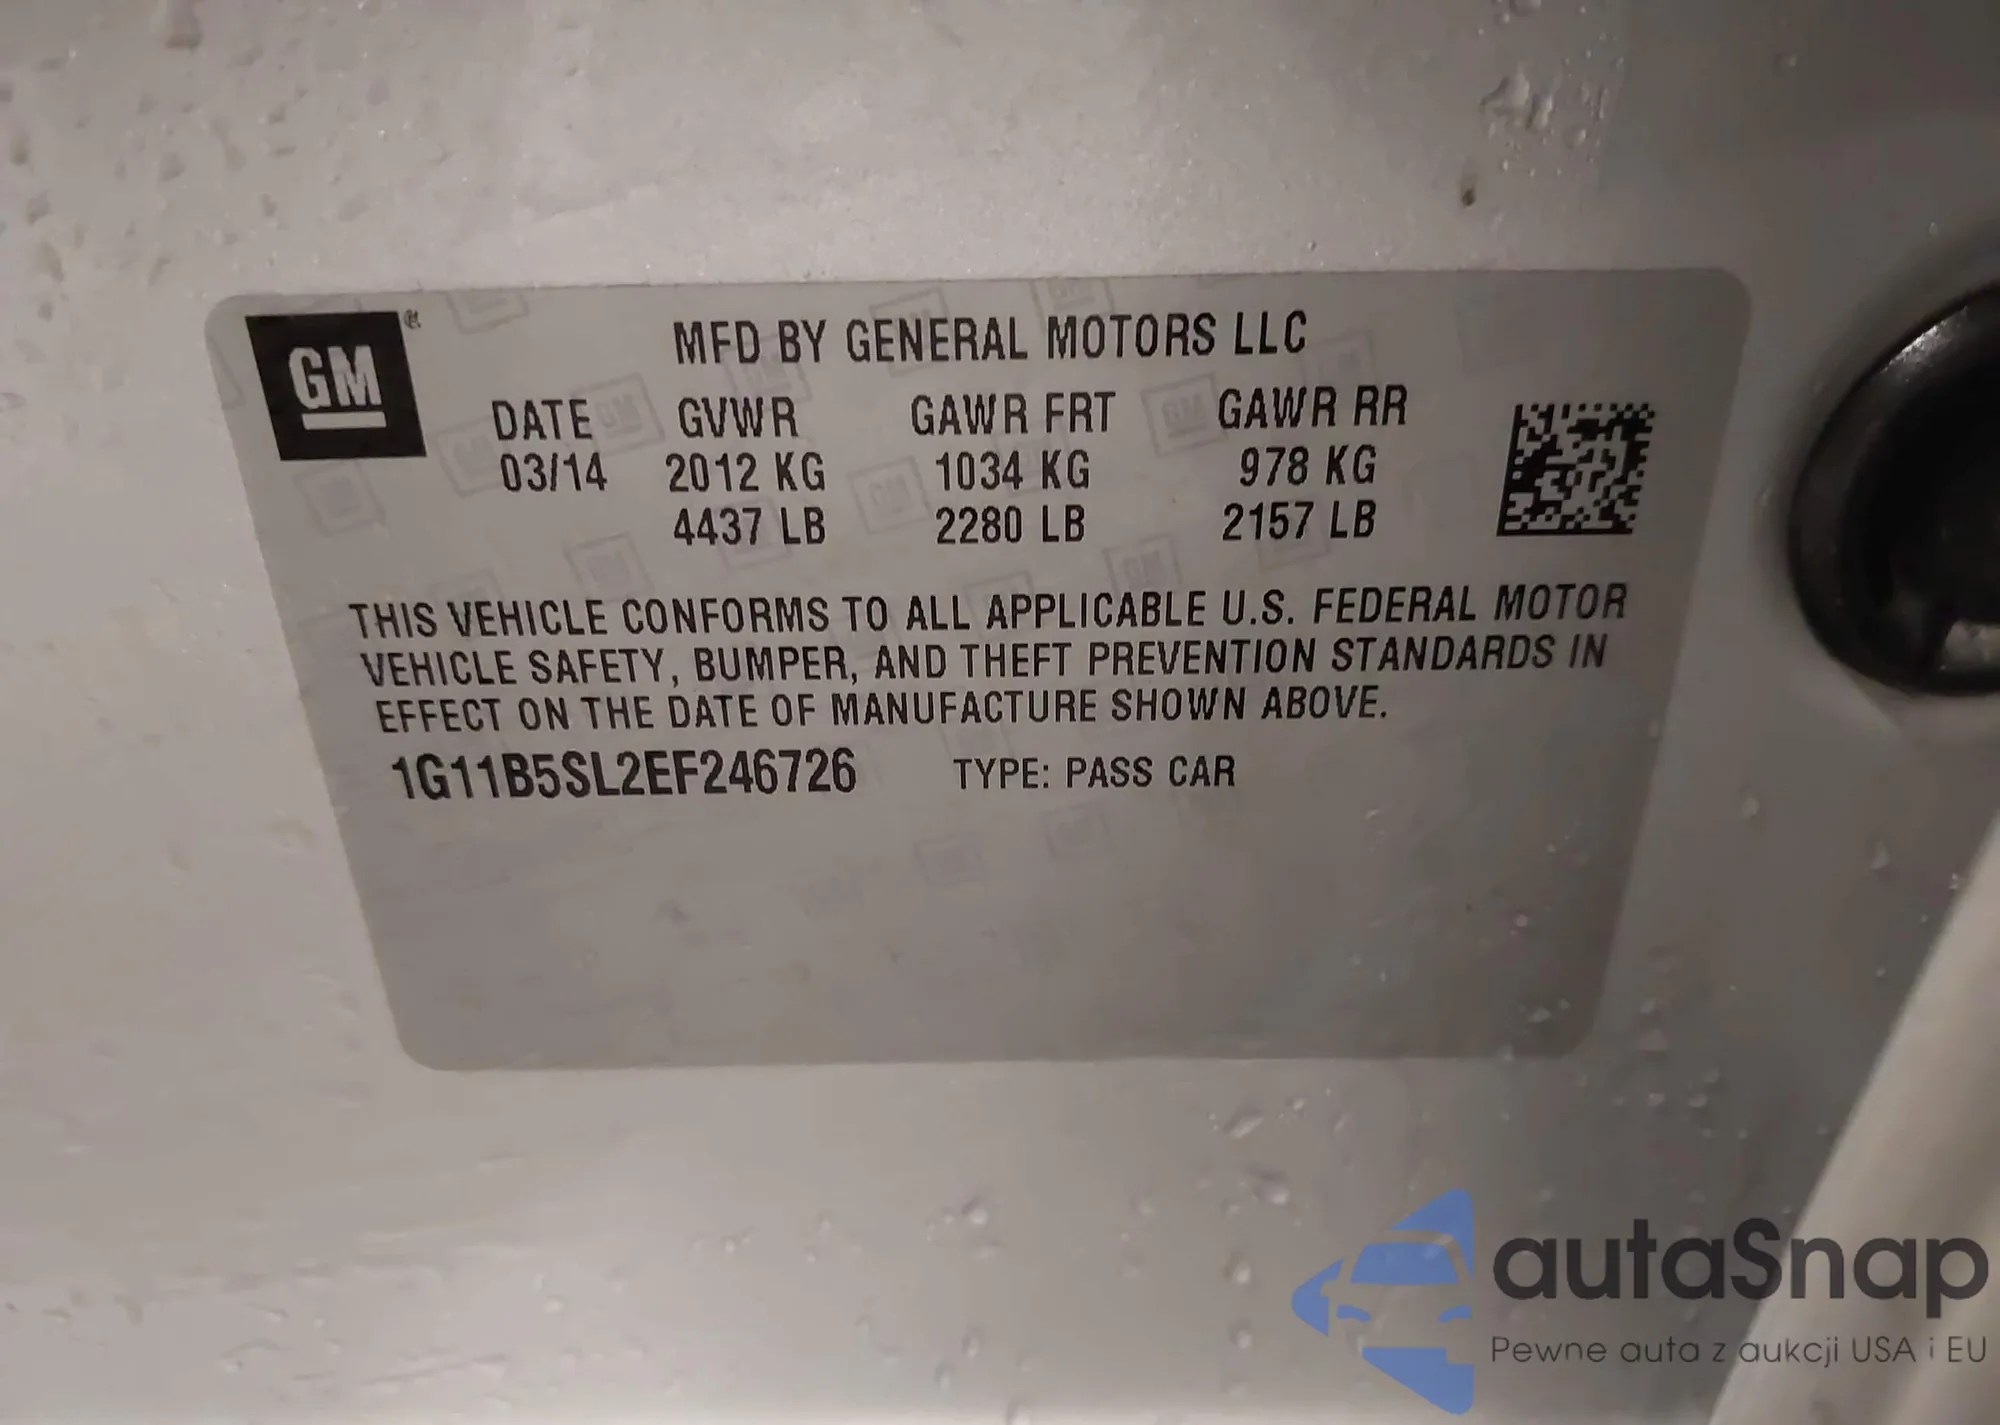 GM
MFD BY GENERAL MOTORS LLC
DATE GVWR GAWR FRT GAWR RR
03/14 2012 KG 1034 KG 978 KG
4437 LB 2280 LB 2157 LB
THIS VEHICLE CONFORMS TO ALL APPLICABLE U.S. FEDERAL MOTOR
VEHICLE SAFETY, BUMPER, AND THEFT PREVENTION STANDARDS IN
EFFECT ON THE DATE OF MANUFACTURE SHOWN ABOVE.
1G11B5SL2EF246726 TYPE: PASS CAR
autaSnap
Pewne auta z aukcji USA i EU